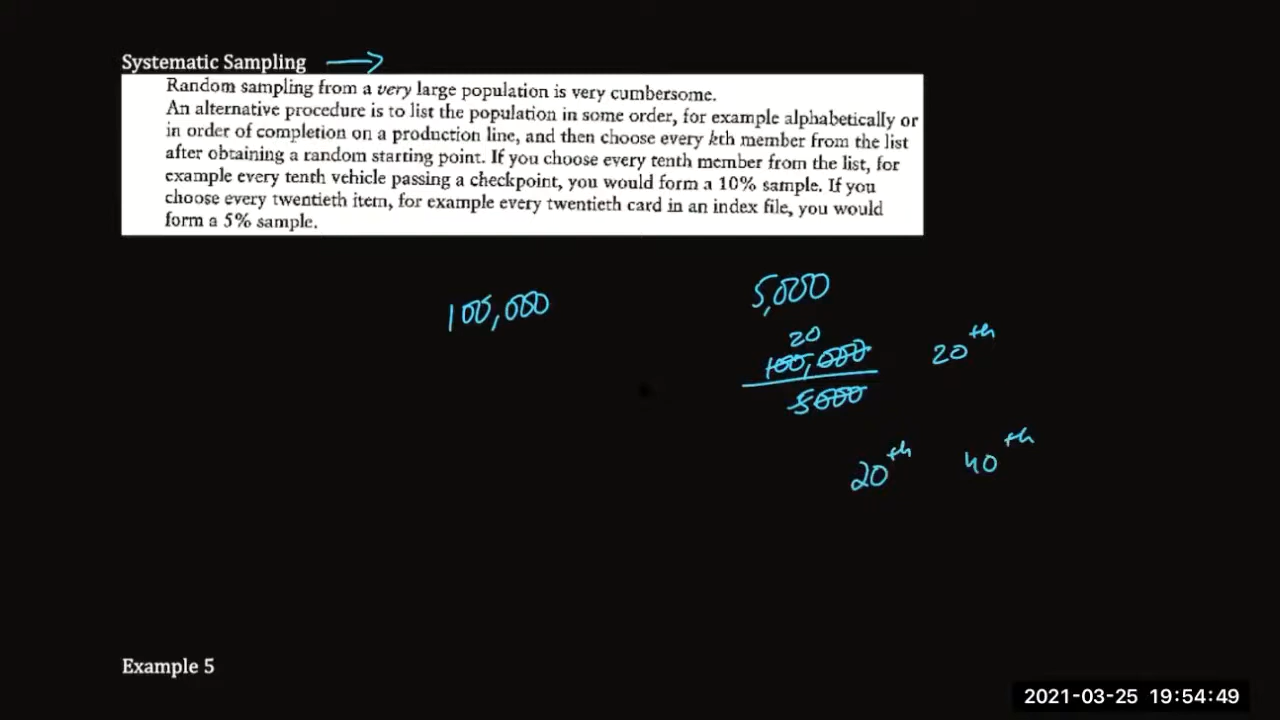 Systematic Sampling →
Random sampling from a very large population is very cumbersome.
An alternative procedure is to list the population in some order, for example alphabetically or
in order of completion on a production line, and then choose every kth member from the list
after obtaining a random starting point. If you choose every tenth member from the list, for
example every tenth vehicle passing a checkpoint, you would form a 10% sample. If you
choose every twentieth item, for example every twentieth card in an index file, you would
form a 5% sample.
100,000
5,000
20
100,000
5000
20th
20th 40th
Example 5
2021-03-25 19:54:49